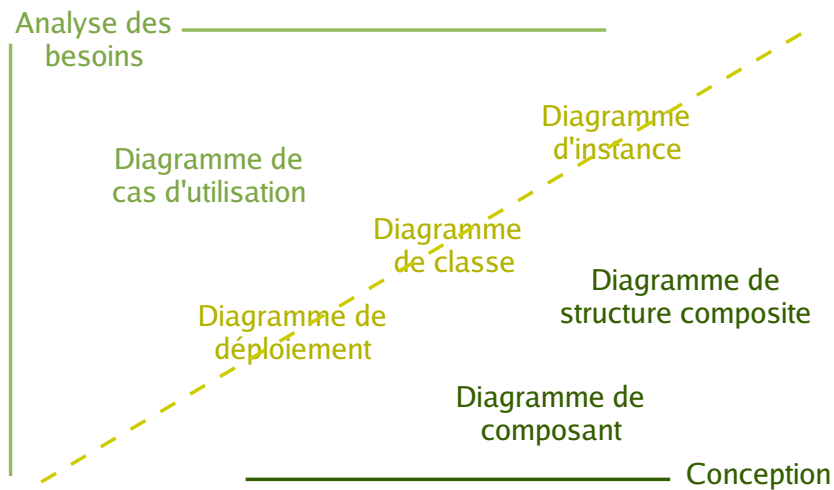 Analyse des
besoins
Diagramme
d'instance
Diagramme de
cas d'utilisation
Diagramme
de classe
Diagramme de
structure composite
Diagramme de
déploiement
Diagramme de
composant
Conception